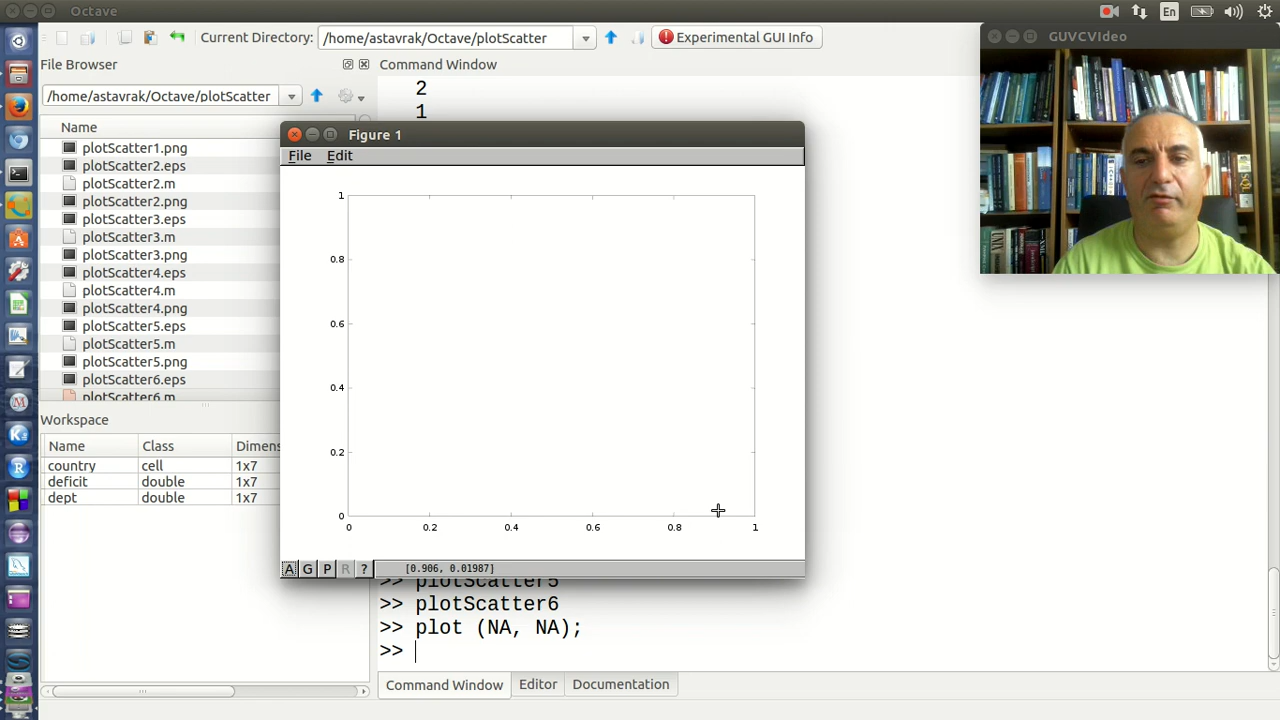 Octave
En
Current Directory: /home/astavrak/Octave/plotScatter
Experimental GUI Info
GUVCVideo
File Browser
Command Window
/home/astavrak/Octave/plotScatter
2
1
Name
plotScatter1.png
plotScatter2.eps
plotScatter2.m
plotScatter2.png
plotScatter3.eps
plotScatter3.m
plotScatter3.png
plotScatter4.eps
plotScatter4.m
plotScatter4.png
plotScatter5.eps
plotScatter5.m
plotScatter5.png
plotScatter6.eps
plotScatter6.m
Figure 1
File Edit
1
0.8
0.6
0.4
0.2
0
0 0.2 0.4 0.6 0.8 1
A G P R ? [0.906, 0.01987]
Workspace
Name Class Dimens
country cell 1x7
deficit double 1x7
dept double 1x7
>> plotScatter5
>> plotScatter6
>> plot (NA, NA);
>>
Command Window Editor Documentation